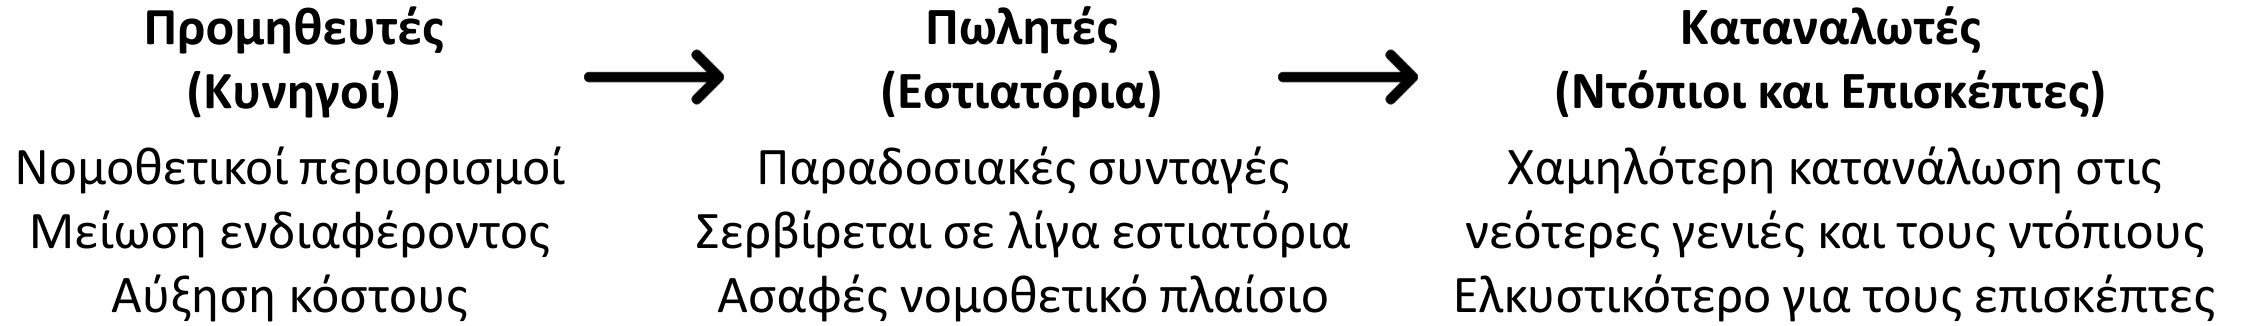 Προμηθευτές
(Κυνηγοί)
Νομοθετικοί περιορισμοί
Μείωση ενδιαφέροντος
Αύξηση κόστους
Πωλητές
(Εστιατόρια)
Παραδοσιακές συνταγές
Σερβίρεται σε λίγα εστιατόρια
Ασαφές νομοθετικό πλαίσιο
Καταναλωτές
(Ντόπιοι και Επισκέπτες)
Χαμηλότερη κατανάλωση στις
νεότερες γενιές και τους ντόπιους
Ελκυστικότερο για τους επισκέπτες